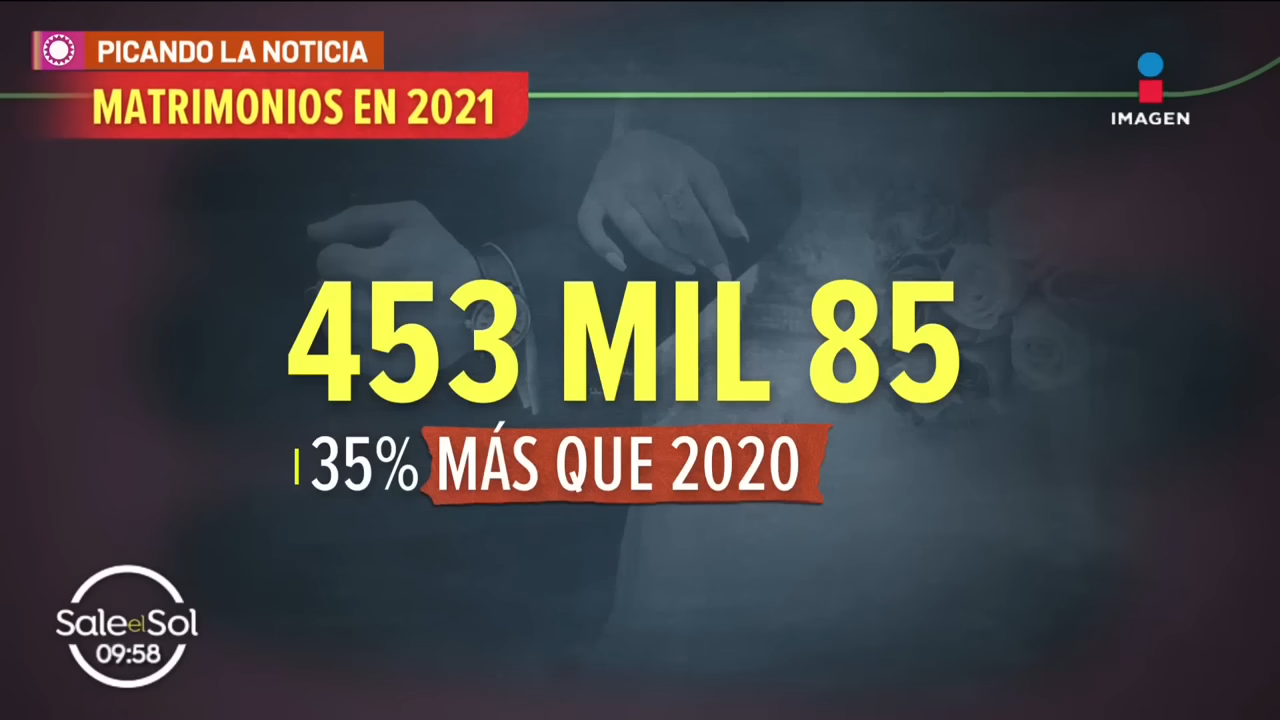 PICANDO LA NOTICIA
MATRIMONIOS EN 2021
IMAGEN
453 MIL 85
35% MÁS QUE 2020
Sale el Sol
09:58